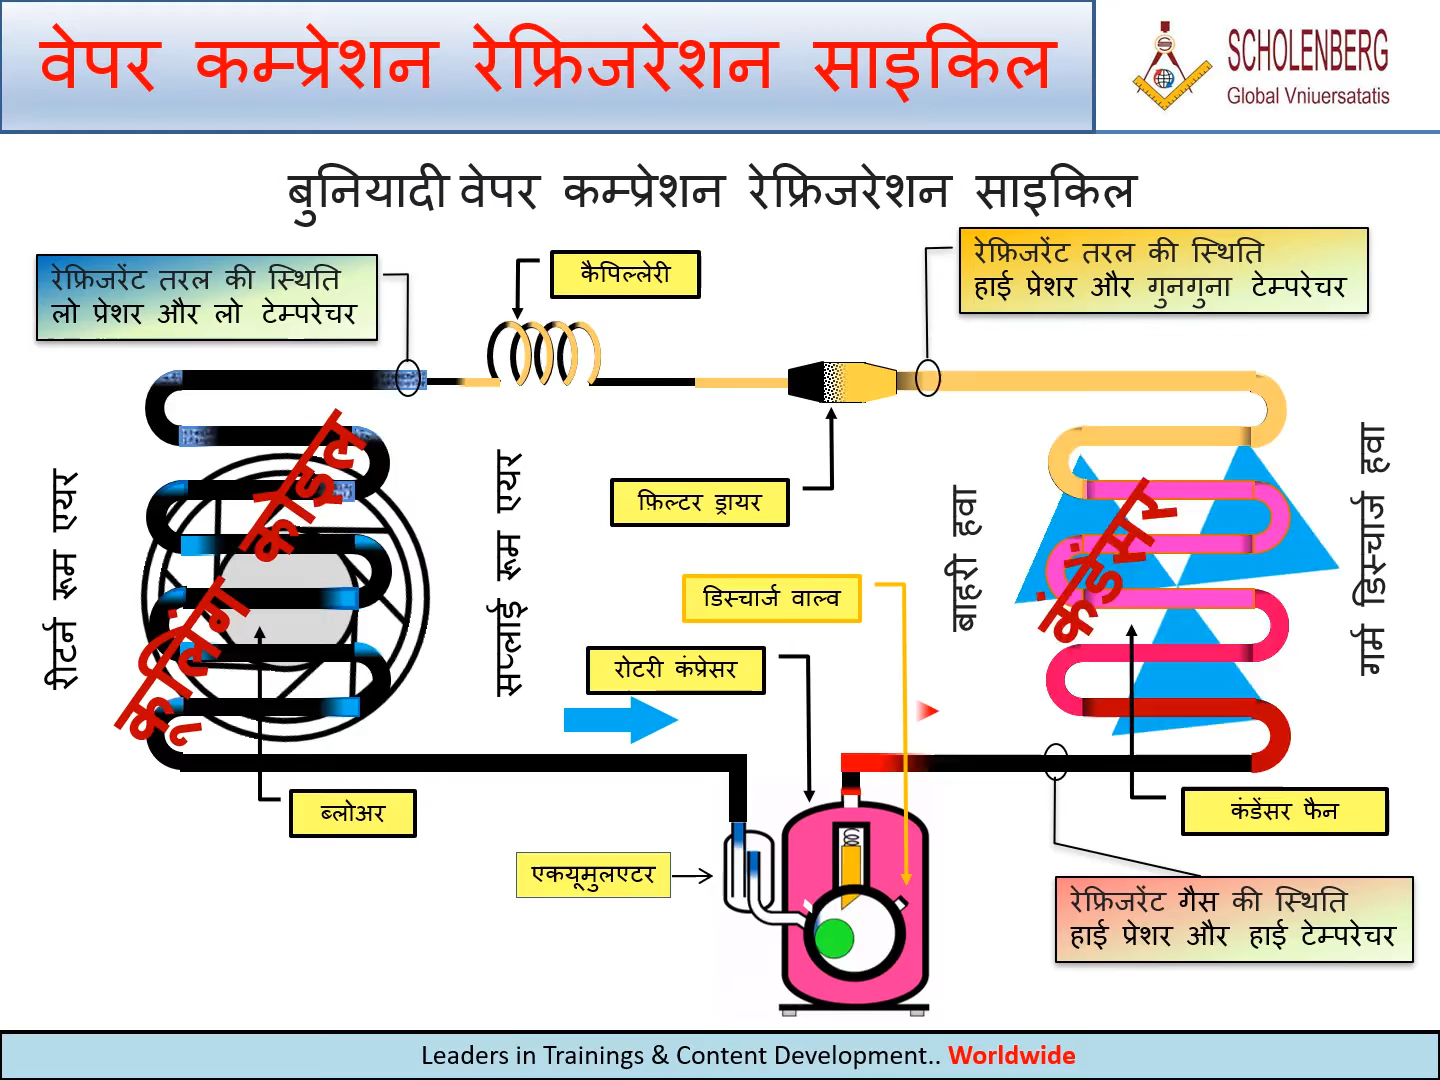 वेपर कम्प्रेशन रेफ्रिजरेशन साइकिल
SCHOLENBERG
Global Vniuersatatis
बुनियादी वेपर कम्प्रेशन रेफ्रिजरेशन साइकिल
रेफ्रिजरेंट तरल की स्थिति
लो प्रेशर और लो टेम्परेचर
कैपिल्लेरी
रेफ्रिजरेंट तरल की स्थिति
हाई प्रेशर और गुनगुना टेम्परेचर
रीटर्न रूम एयर
कूलिंग कोइल
सप्लाई रूम एयर
फ़िल्टर ड्रायर
बाहरी हवा
कंडेंसर
गर्म डिस्चार्ज हवा
डिस्चार्ज वाल्व
रोटरी कंप्रेसर
ब्लोअर
कंडेंसर फैन
एकयूमुलएटर
रेफ्रिजरेंट गैस की स्थिति
हाई प्रेशर और हाई टेम्परेचर
Leaders in Trainings & Content Development.. Worldwide